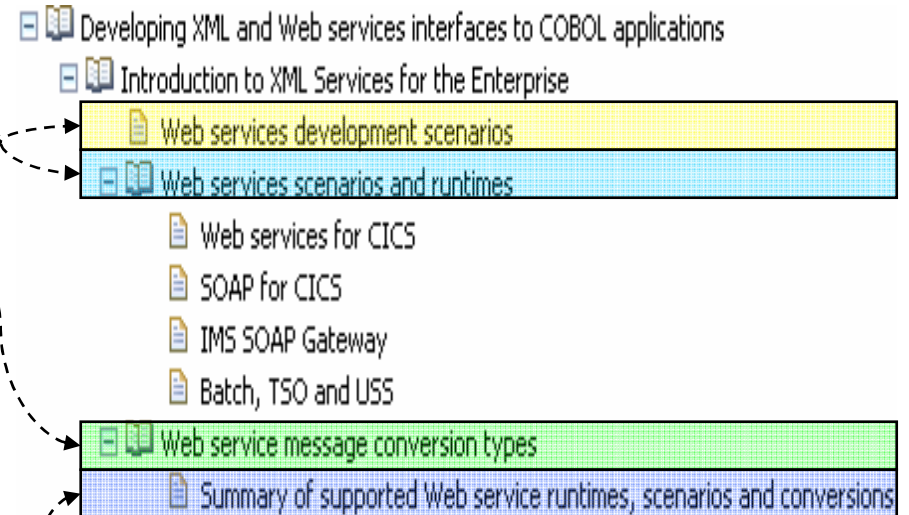 Developing XML and Web services interfaces to COBOL applications
Introduction to XML Services for the Enterprise
Web services development scenarios
Web services scenarios and runtimes
Web services for CICS
SOAP for CICS
IMS SOAP Gateway
Batch, TSO and USS
Web service message conversion types
Summary of supported Web service runtimes, scenarios and conversions